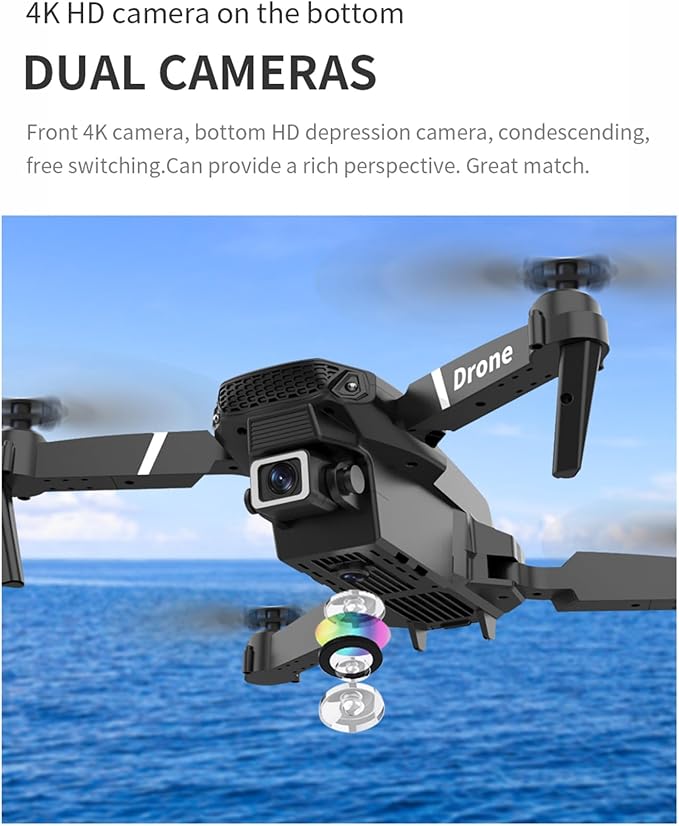 4K HD camera on the bottom
DUAL CAMERAS
Front 4K camera, bottom HD depression camera, condescending,
free switching.Can provide a rich perspective. Great match.
Drone